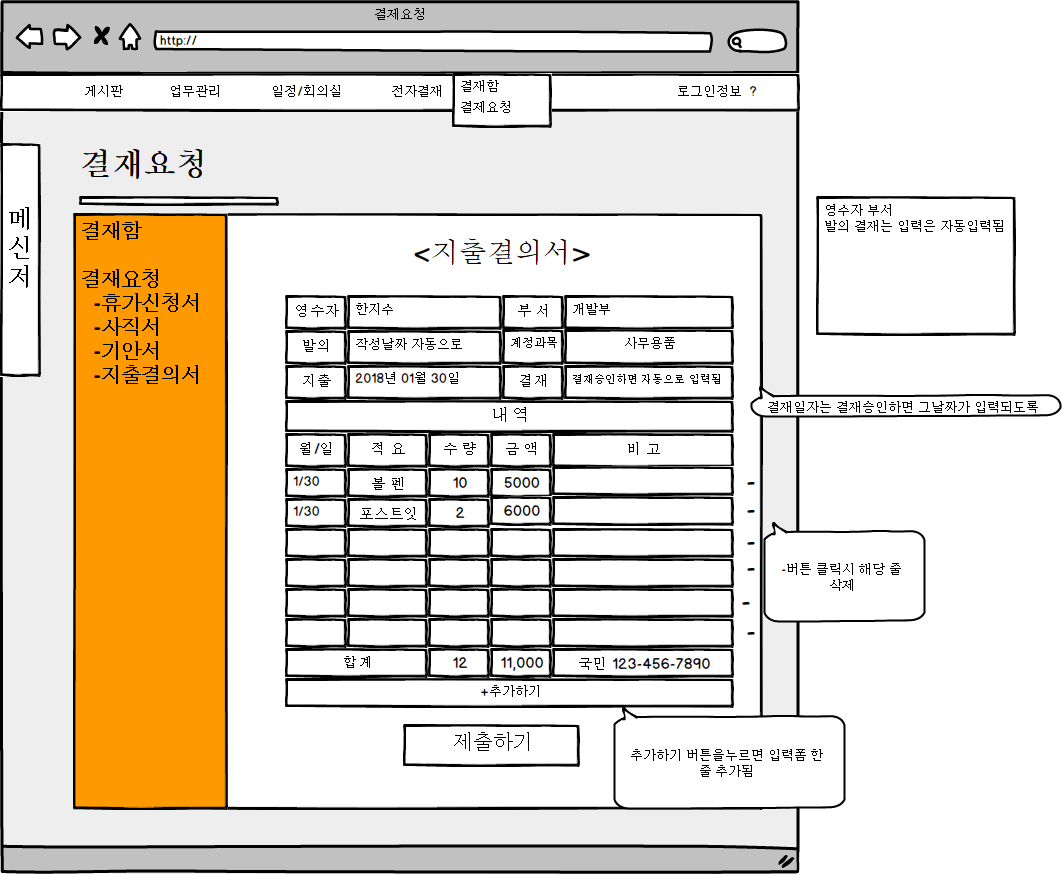 결재요청
http://
게시판 업무관리 일정/회의실 전자결재 결재함 로그인정보 ?
결제요청
결재요청
메신저
결재함
결재요청
-휴가신청서
-사직서
-기안서
-지출결의서
<지출결의서>
영수자 한지수 부서 개발부
발의 작성날짜 자동으로 계정과목 사무용품
지출 2018년 01월 30일 결재 결재승인하면 자동으로 입력됨
내역
월/일 적요 수량 금액 비고
1/30 볼펜 10 5000 -
1/30 포스트잇 2 6000 -
-
-
-
-
합계 12 11,000 국민 123-456-7890
+추가하기
제출하기
영수자 부서
발의 결재는 입력은 자동입력됨
결재일자는 결재승인하면 그날짜가 입력되도록
-버튼 클릭시 해당 줄
삭제
추가하기 버튼을누르면 입력폼 한
줄 추가됨